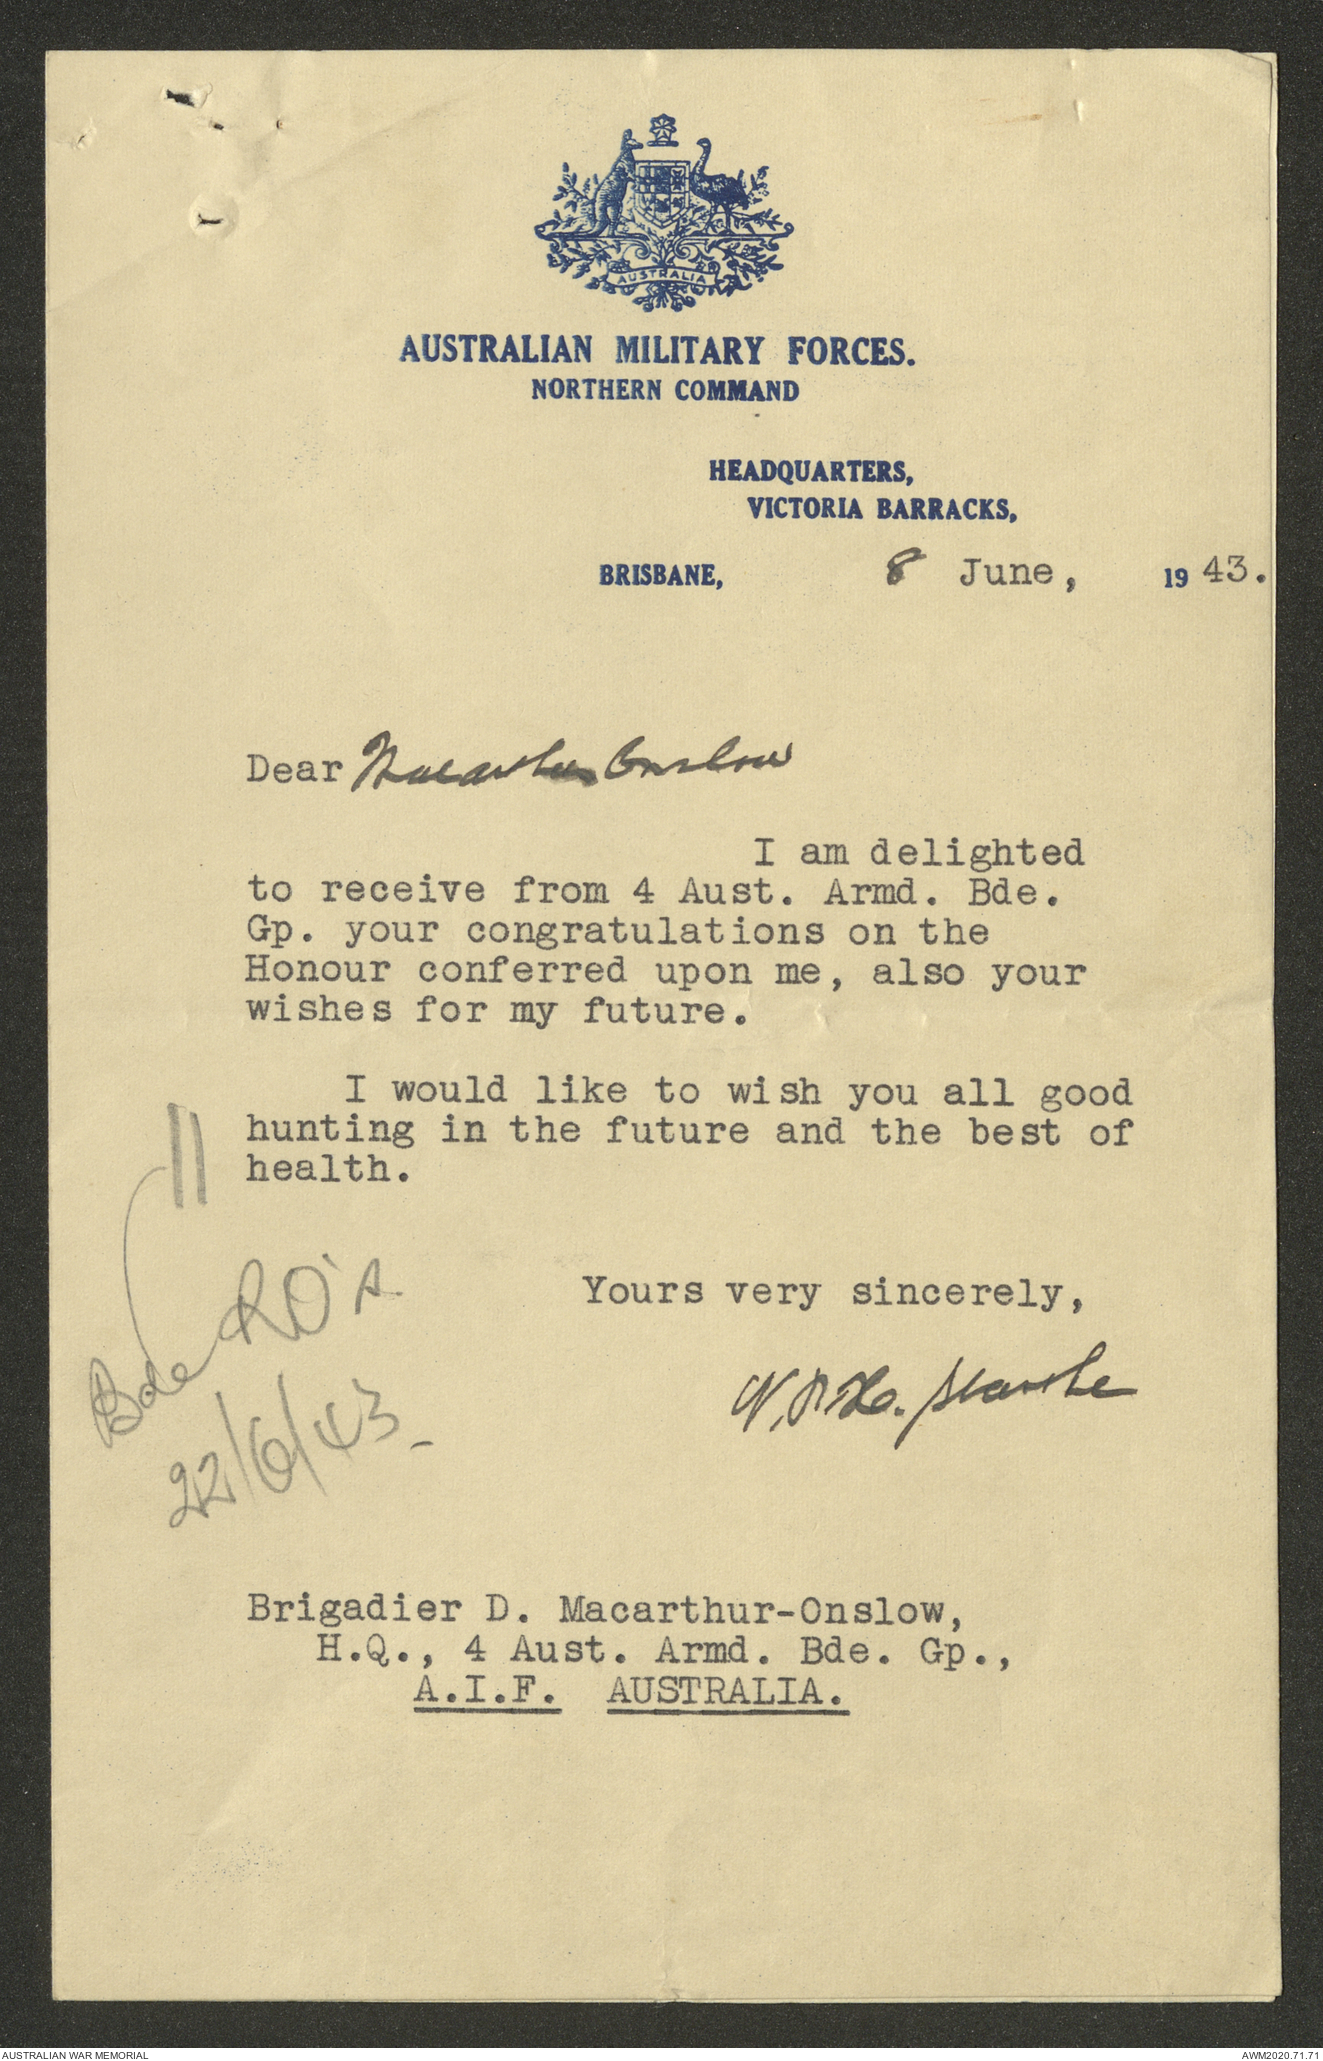 AUSTRALIA
AUSTRALIAN MILITARY FORCES.
NORTHERN COMMAND
HEADQUARTERS,
VICTORIA BARRACKS,
BRISBANE, 8 June, 1943.
Dear Macarthur Onslow
I am delighted
to receive from 4 Aust. Armd. Bde.
Gp. your congratulations on the
Honour conferred upon me, also your
wishes for my future.
I would like to wish you all good
hunting in the future and the best of
health.
Yours very sincerely,
Bde RO's
22/6/43
Brigadier D. Macarthur-Onslow,
H.Q., 4 Aust. Armd. Bde. Gp.,
A.I.F. AUSTRALIA.
AUSTRALIAN WAR MEMORIAL
AWM2020.71.71